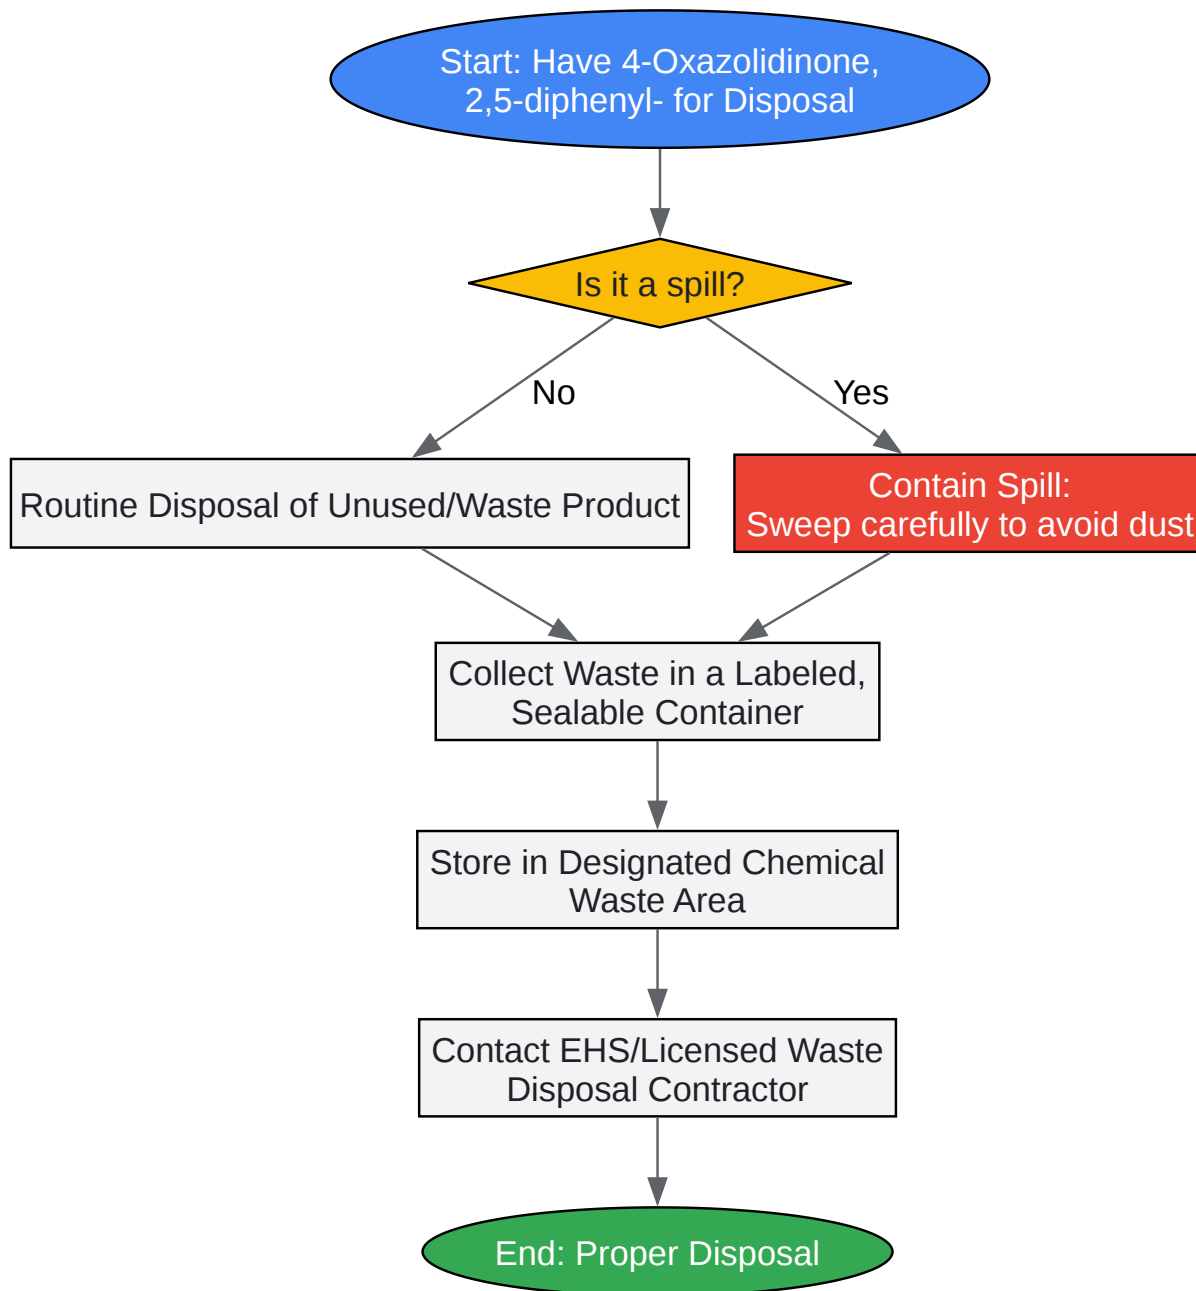 Start: Have 4-Oxazolidinone,
2,5-diphenyl- for Disposal
Is it a spill?
No
Yes
Routine Disposal of Unused/Waste Product
Contain Spill:
Sweep carefully to avoid dust
Collect Waste in a Labeled,
Sealable Container
Store in Designated Chemical
Waste Area
Contact EHS/Licensed Waste
Disposal Contractor
End: Proper Disposal